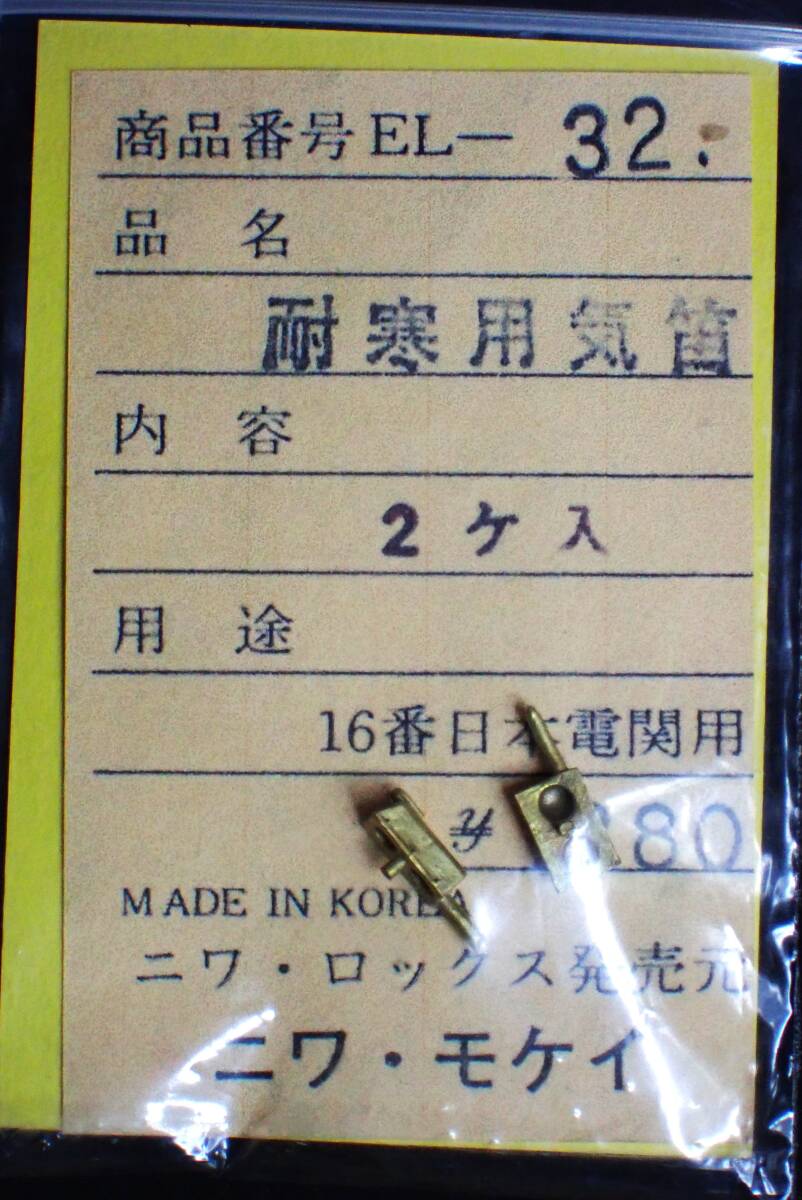 商品番号EL— 32.
品 名
耐寒用気笛
内 容
2ケ入
用 途
16番日本電関用
¥
MADE IN KOREA
ニワ・ロックス発売元
ニワ・モケイ